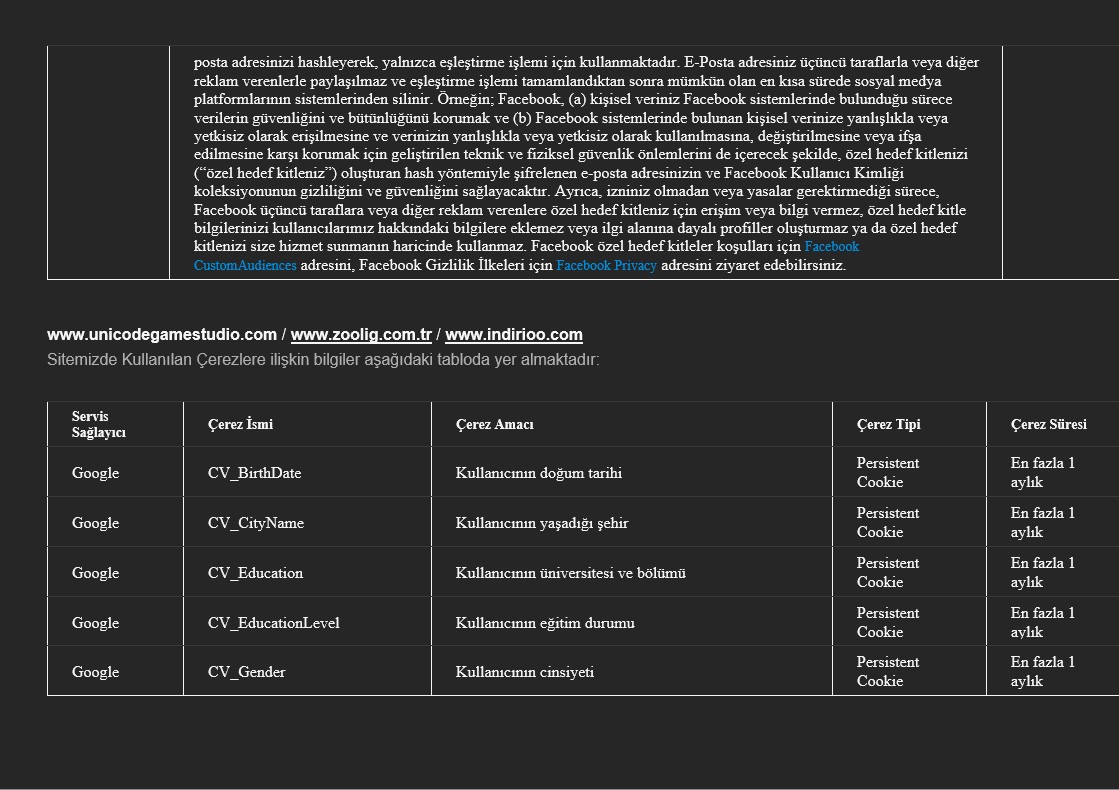 posta adresinizi hashleyerek, yalnızca eşleştirme işlemi için kullanmaktadır. E-Posta adresiniz üçüncü taraflarla veya diğer
reklam verenlerle paylaşılmaz ve eşleştirme işlemi tamamlandıktan sonra mümkün olan en kısa sürede sosyal medya
platformlarının sistemlerinden silinir. Örneğin; Facebook, (a) kişisel veriniz Facebook sistemlerinde bulunduğu sürece
verilerin güvenliğini ve bütünlüğünü korumak ve (b) Facebook sistemlerinde bulunan kişisel verinize yanlışlıkla veya
yetkisiz olarak erişilmesine ve verinizin yanlışlıkla veya yetkisiz olarak kullanılmasına, değiştirilmesine veya ifşa
edilmesine karşı korumak için geliştirilen teknik ve fiziksel güvenlik önlemlerini de içerecek şekilde, özel hedef kitlenizi
(“özel hedef kitleniz”) oluşturan hash yöntemiyle şifrelenen e-posta adresinizin ve Facebook Kullanıcı Kimliği
koleksiyonunun gizliliğini ve güvenliğini sağlayacaktır. Ayrıca, izniniz olmadan veya yasalar gerektirmediği sürece,
Facebook üçüncü taraflara veya diğer reklam verenlere özel hedef kitleniz için erişim veya bilgi vermez, özel hedef kitle
bilgilerinizi kullanıcılarımız hakkındaki bilgilere eklemez veya ilgi alanına dayalı profiller oluşturmaz ya da özel hedef
kitlenizi size hizmet sunmanın haricinde kullanmaz. Facebook özel hedef kitleler koşulları için Facebook
CustomAudiences adresini, Facebook Gizlilik İlkeleri için Facebook Privacy adresini ziyaret edebilirsiniz.
www.unicodegamestudio.com / www.zoolig.com.tr / www.indirioo.com
Sitemizde Kullanılan Çerezlere ilişkin bilgiler aşağıdaki tabloda yer almaktadır:
Servis
Sağlayıcı
Çerez İsmi
Çerez Amacı
Çerez Tipi
Çerez Süresi
Google
CV_BirthDate
Kullanıcının doğum tarihi
Persistent
Cookie
En fazla 1
aylık
Google
CV_CityName
Kullanıcının yaşadığı şehir
Persistent
Cookie
En fazla 1
aylık
Google
CV_Education
Kullanıcının üniversitesi ve bölümü
Persistent
Cookie
En fazla 1
aylık
Google
CV_EducationLevel
Kullanıcının eğitim durumu
Persistent
Cookie
En fazla 1
aylık
Google
CV_Gender
Kullanıcının cinsiyeti
Persistent
Cookie
En fazla 1
aylık